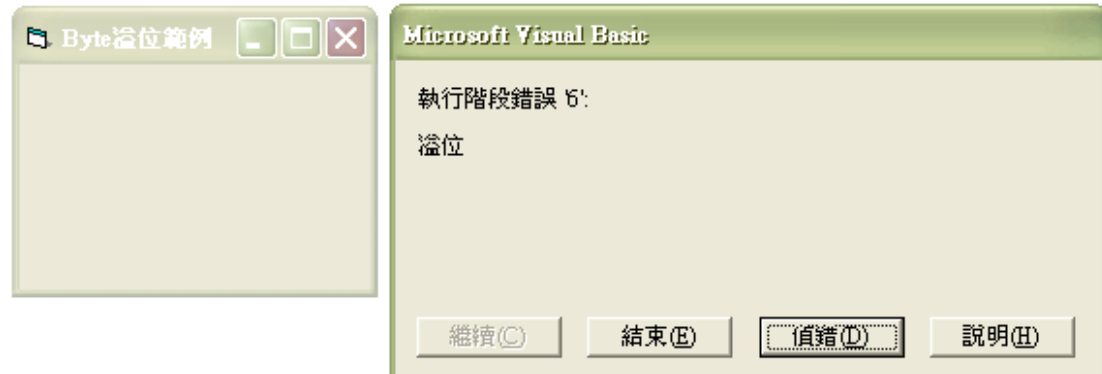 Byte溢位範例
Microsoft Visual Basic
執行階段錯誤 '6':
溢位
繼續(C)
結束(E)
偵錯(D)
說明(H)